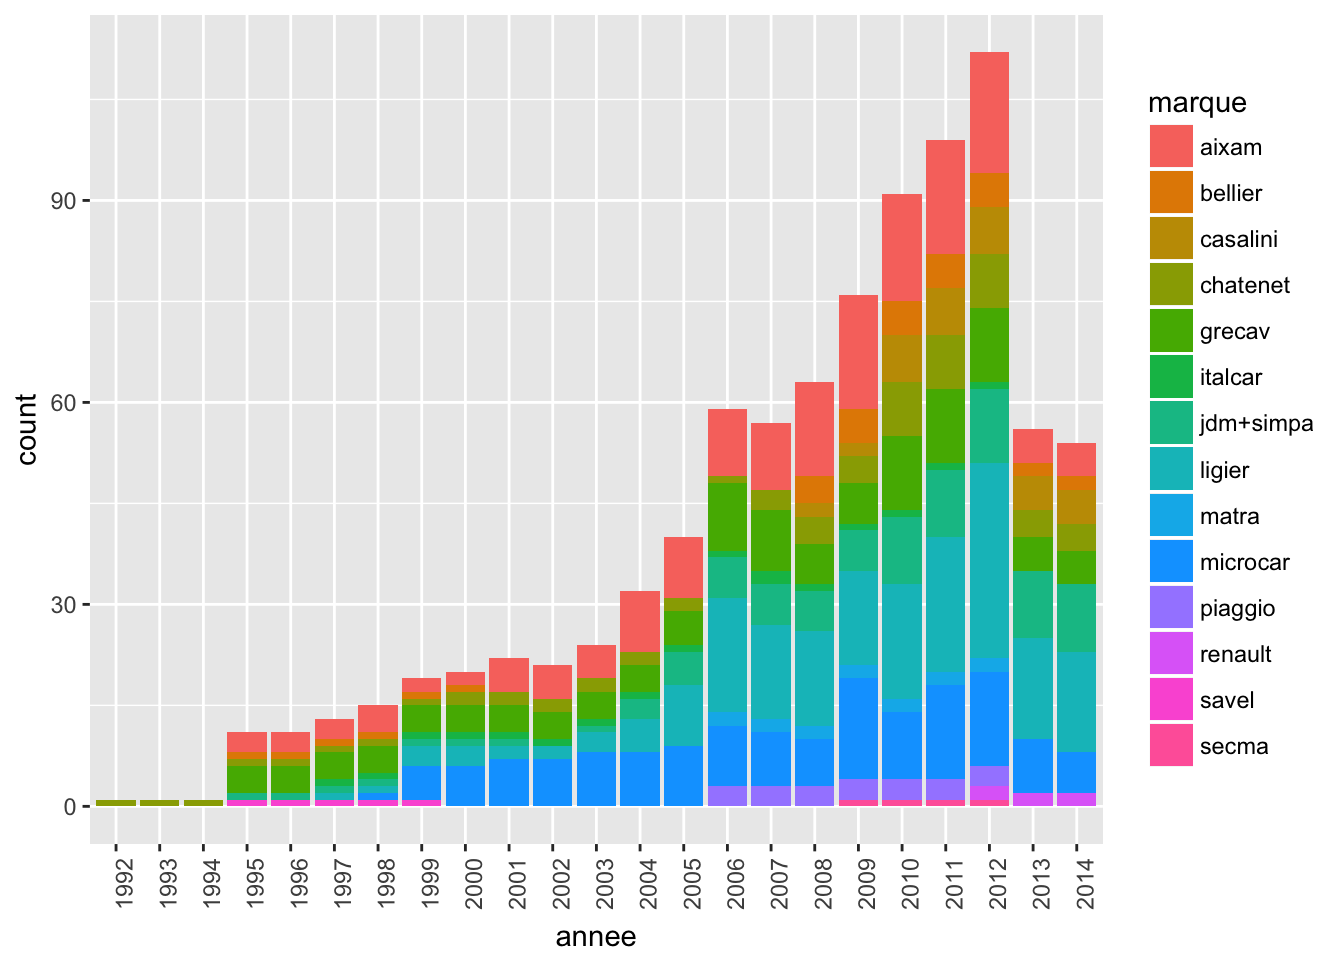 count
90
60
30
0
1992 1993 1994 1995 1996 1997 1998 1999 2000 2001 2002 2003 2004 2005 2006 2007 2008 2009 2010 2011 2012 2013 2014
annee
marque
aixam
bellier
casalini
chatenet
grecav
italcar
jdm+simpa
ligier
matra
microcar
piaggio
renault
savel
secma